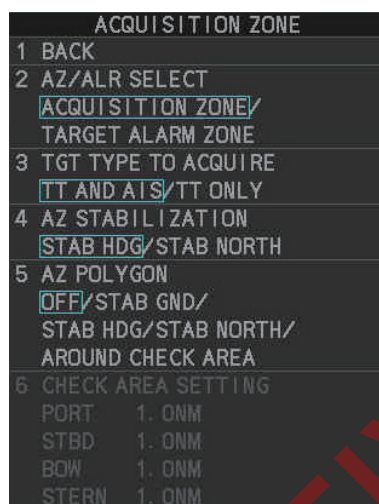 ACQUISITION ZONE
1 BACK
2 AZ/ALR SELECT
ACQUISITION ZONE/
TARGET ALARM ZONE
3 TGT TYPE TO ACQUIRE
TT AND AIS/TT ONLY
4 AZ STABILIZATION
STAB HDG/STAB NORTH
5 AZ POLYGON
OFF/STAB GND/
STAB HDG/STAB NORTH/
AROUND CHECK AREA
6 CHECK AREA SETTING
PORT 1.0NM
STBD 1.0NM
BOW 1.0NM
STERN 1.0NM